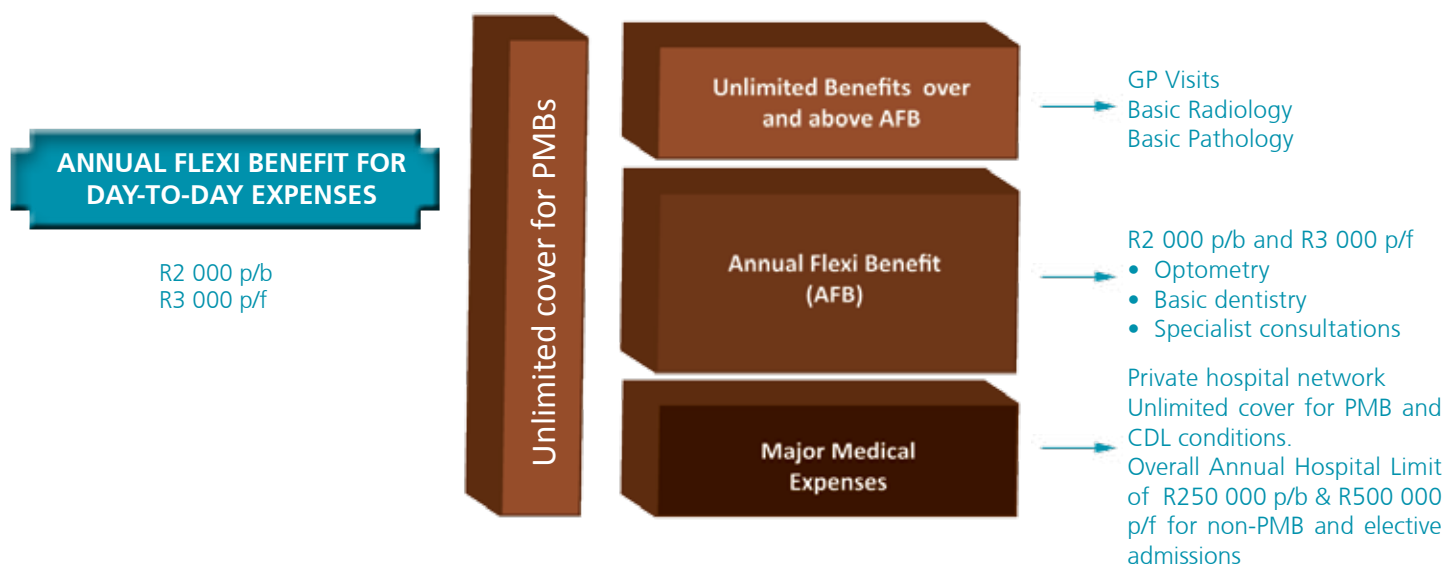 ANNUAL FLEXI BENEFIT FOR
DAY-TO-DAY EXPENSES
R2 000 p/b
R3 000 p/f
Unlimited cover for PMBs
Unlimited Benefits over
and above AFB
GP Visits
Basic Radiology
Basic Pathology
Annual Flexi Benefit
(AFB)
R2 000 p/b and R3 000 p/f
• Optometry
• Basic dentistry
• Specialist consultations
Major Medical
Expenses
Private hospital network
Unlimited cover for PMB and
CDL conditions.
Overall Annual Hospital Limit
of R250 000 p/b & R500 000
p/f for non-PMB and elective
admissions